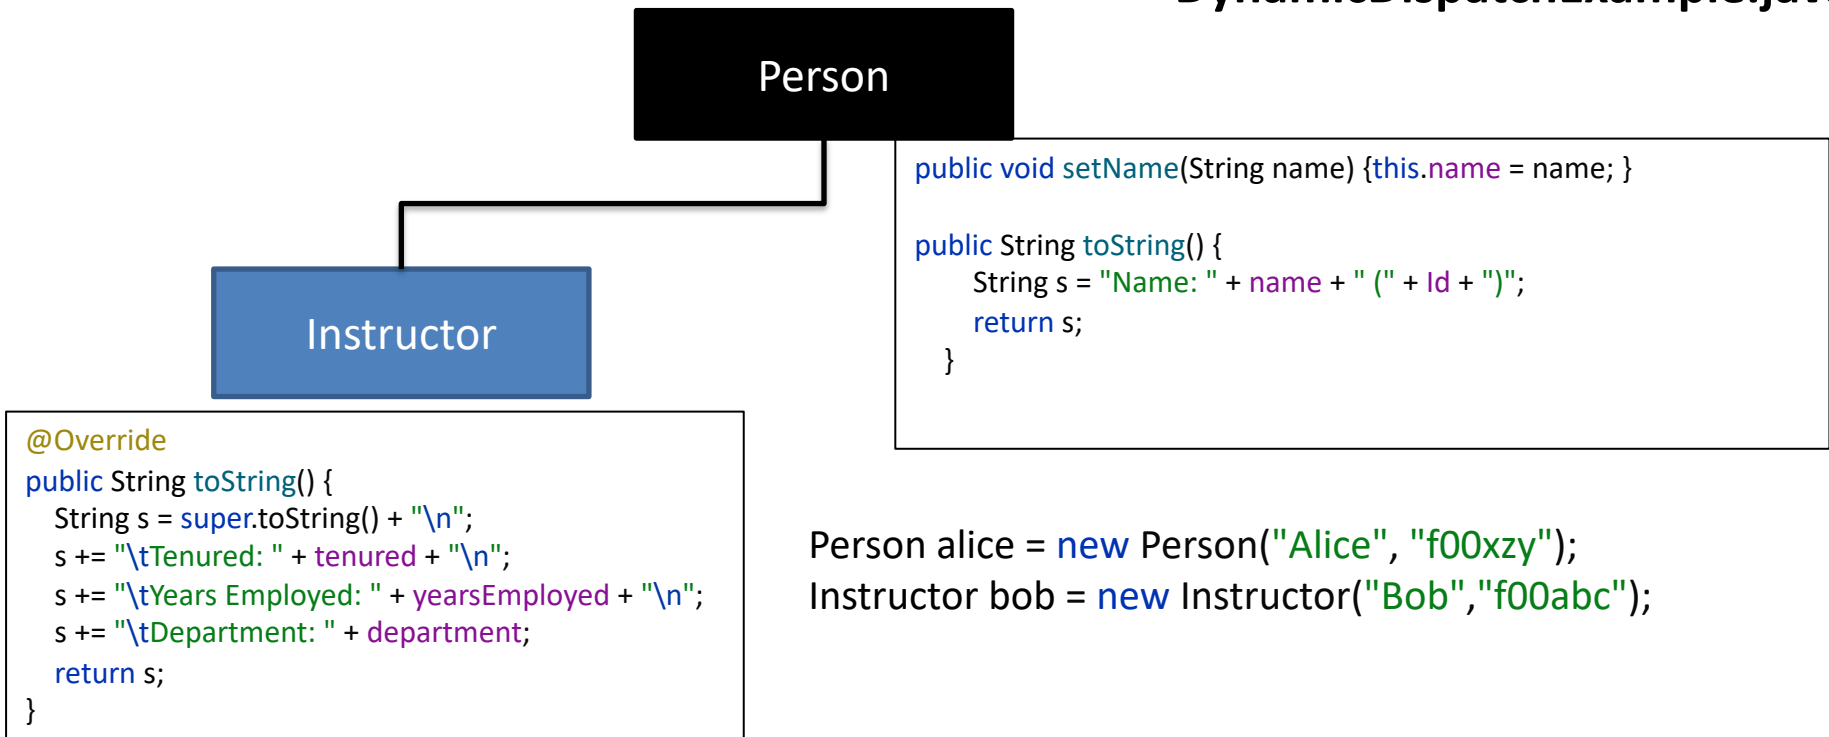 Person
public void setName(String name) {this.name = name; }
public String toString() {
String s = "Name: " + name + " (" + Id + ")";
return s;
}
Instructor
@Override
public String toString() {
String s = super.toString() + "\n";
s += "\tTenured: " + tenured + "\n";
s += "\tYears Employed: " + yearsEmployed + "\n";
s += "\tDepartment: " + department;
return s;
}
Person alice = new Person("Alice", "f00xzy");
Instructor bob = new Instructor("Bob","f00abc");